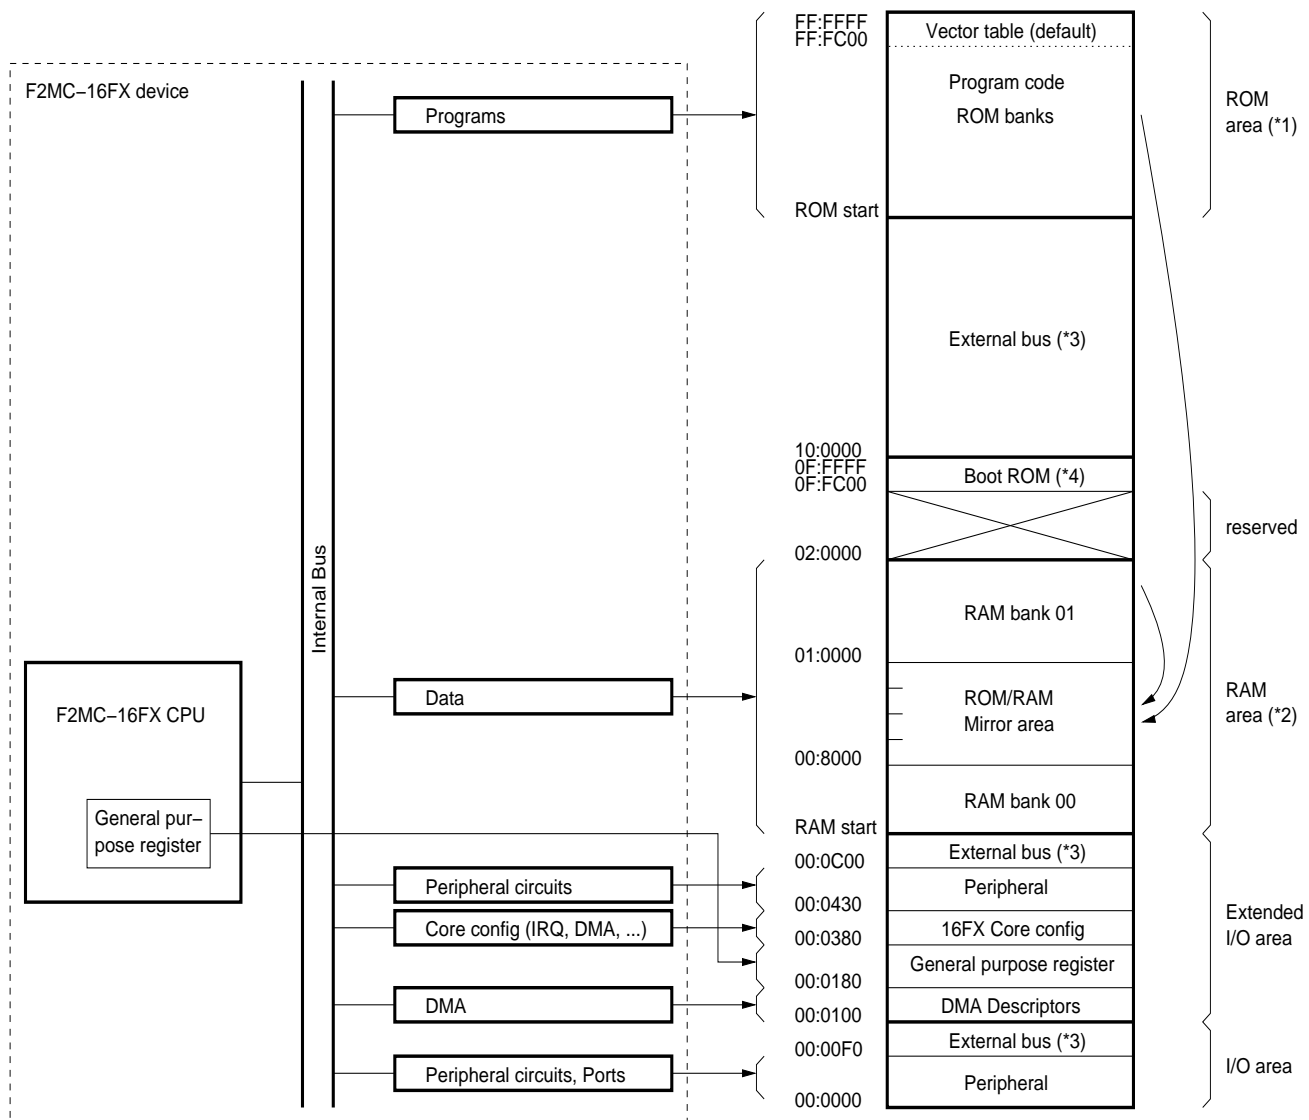 F2MC–16FX device
Internal Bus
F2MC–16FX CPU
General pur–
pose register
Programs
Data
Peripheral circuits
Core config (IRQ, DMA, ...)
DMA
Peripheral circuits, Ports
FF:FFFF
FF:FC00
ROM start
10:0000
0F:FFFF
0F:FC00
02:0000
01:0000
00:8000
RAM start
00:0C00
00:0430
00:0380
00:0180
00:0100
00:00F0
00:0000
Vector table (default)
Program code
ROM banks
External bus (*3)
Boot ROM (*4)
RAM bank 01
ROM/RAM
Mirror area
RAM bank 00
External bus (*3)
Peripheral
16FX Core config
General purpose register
DMA Descriptors
External bus (*3)
Peripheral
ROM
area (*1)
reserved
RAM
area (*2)
Extended
I/O area
I/O area